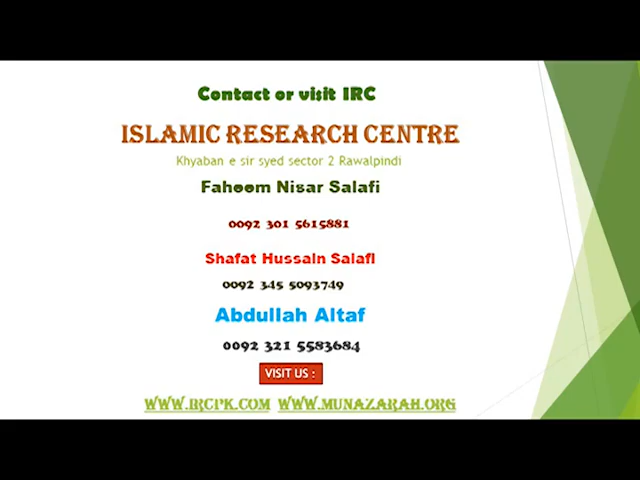 Contact or visit IRC
ISLAMIC RESEARCH CENTRE
Khyaban e sir syed sector 2 Rawalpindi
Faheem Nisar Salafi
0092 301 5615881
Shafat Hussain Salafi
0092 345 5093749
Abdullah Altaf
0092 321 5583684
VISIT US :
WWW.IRCPK.COM WWW.MUNAZARAH.ORG